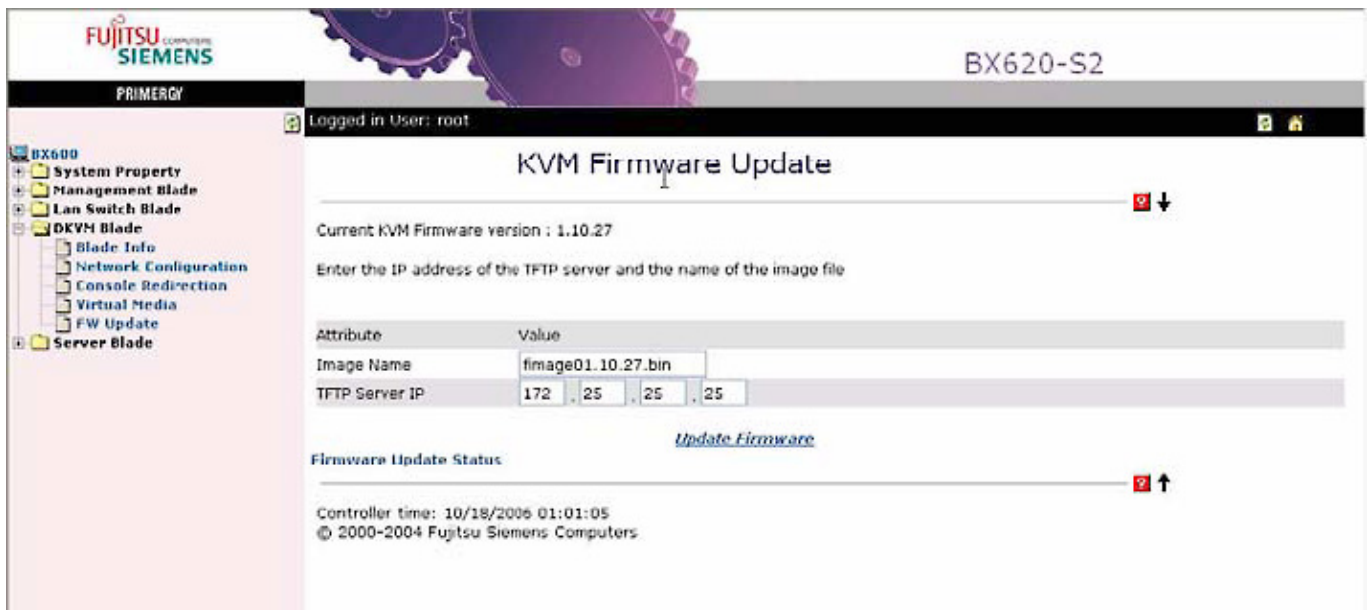 FUJITSU COMPUTERS
SIEMENS
BX620-S2
PRIMERGY
Logged in User: root
BX600
System Property
Management Blade
Lan Switch Blade
DKVM Blade
Blade Info
Network Configuration
Console Redirection
Virtual Media
FW Update
Server Blade
KVM Firmware Update
?
Current KVM Firmware version : 1.10.27
Enter the IP address of the TFTP server and the name of the image file
Attribute Value
Image Name fimage01.10.27.bin
TFTP Server IP 172 . 25 . 25 . 25
Update Firmware
Firmware Update Status
?
Controller time: 10/18/2006 01:01:05
© 2000-2004 Fujitsu Siemens Computers